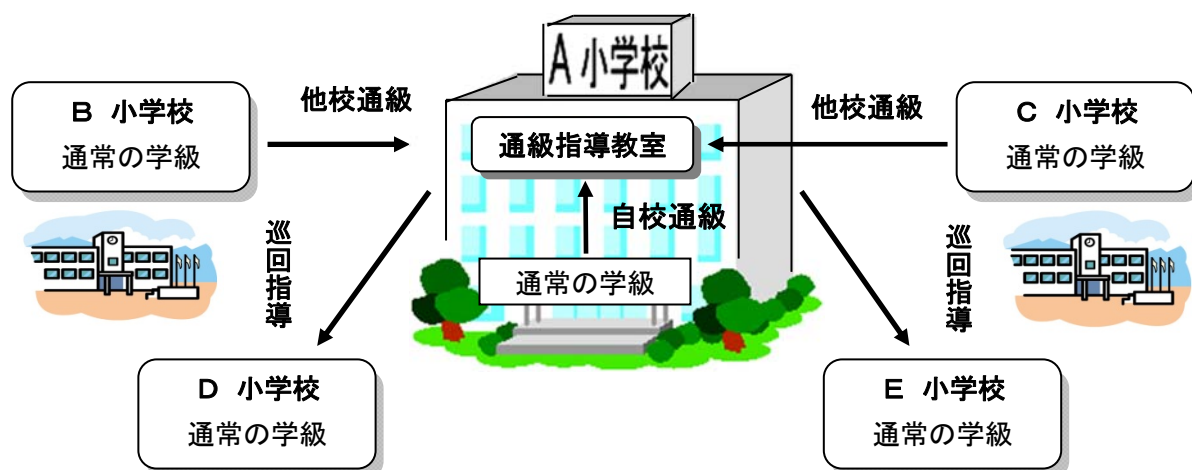 A 小学校
B 小学校
通常の学級
他校通級
通級指導教室
他校通級
C 小学校
通常の学級
自校通級
通常の学級
巡回指導
巡回指導
D 小学校
通常の学級
E 小学校
通常の学級